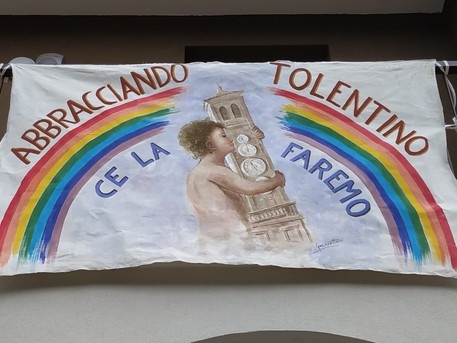 ABBRACCIANDO TOLENTINO
CE LA FAREMO